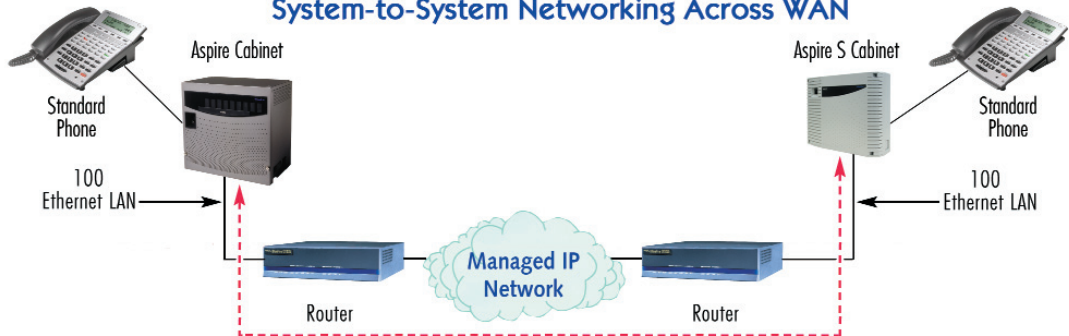 System-to-System Networking Across WAN
Aspire Cabinet
Aspire S Cabinet
Standard
Phone
Standard
Phone
100
Ethernet LAN
100
Ethernet LAN
Managed IP
Network
Router
Router